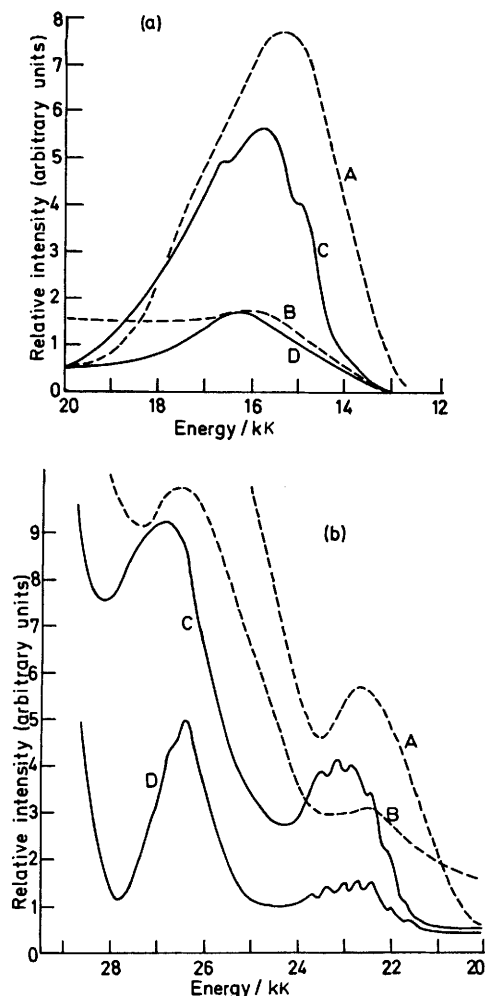 (a)
Relative intensity (arbitrary units)
8
7
6
5
4
3
2
1
0
A
C
B
D
20 18 16 14 12
Energy / kK
(b)
Relative intensity (arbitrary units)
9
8
7
6
5
4
3
2
1
0
C
A
B
D
28 26 24 22 20
Energy / kK